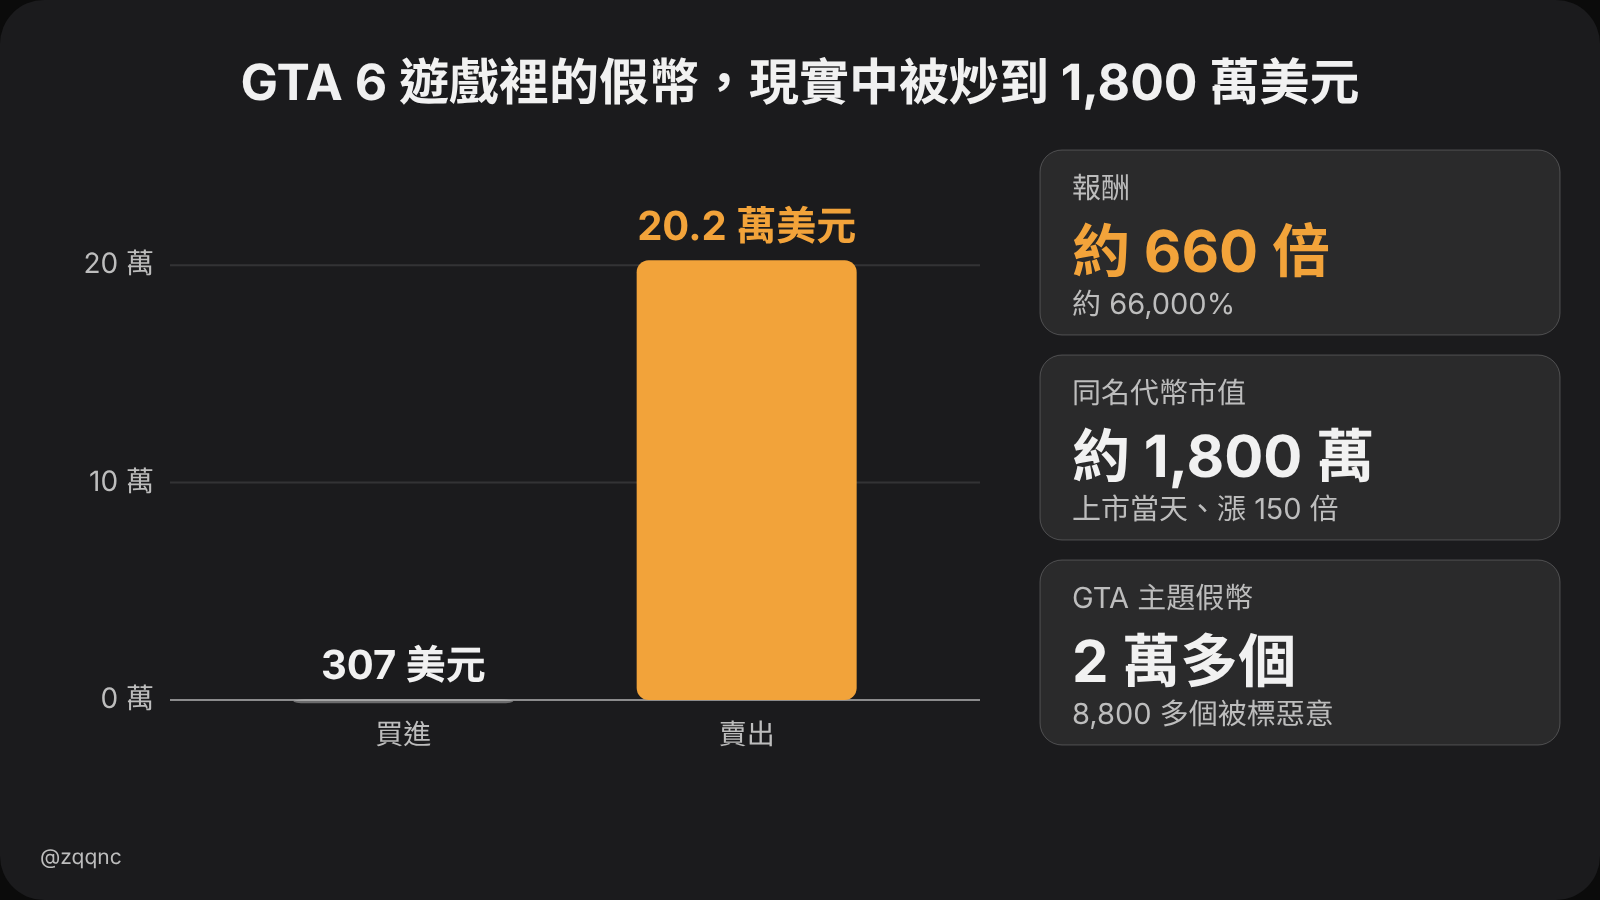 GTA 6 遊戲裡的假幣，現實中被炒到 1,800 萬美元
20 萬
10 萬
0 萬
20.2 萬美元
307 美元
買進
賣出
報酬
約 660 倍
約 66,000%
同名代幣市值
約 1,800 萬
上市當天、漲 150 倍
GTA 主題假幣
2 萬多個
8,800 多個被標惡意
@zqqnc